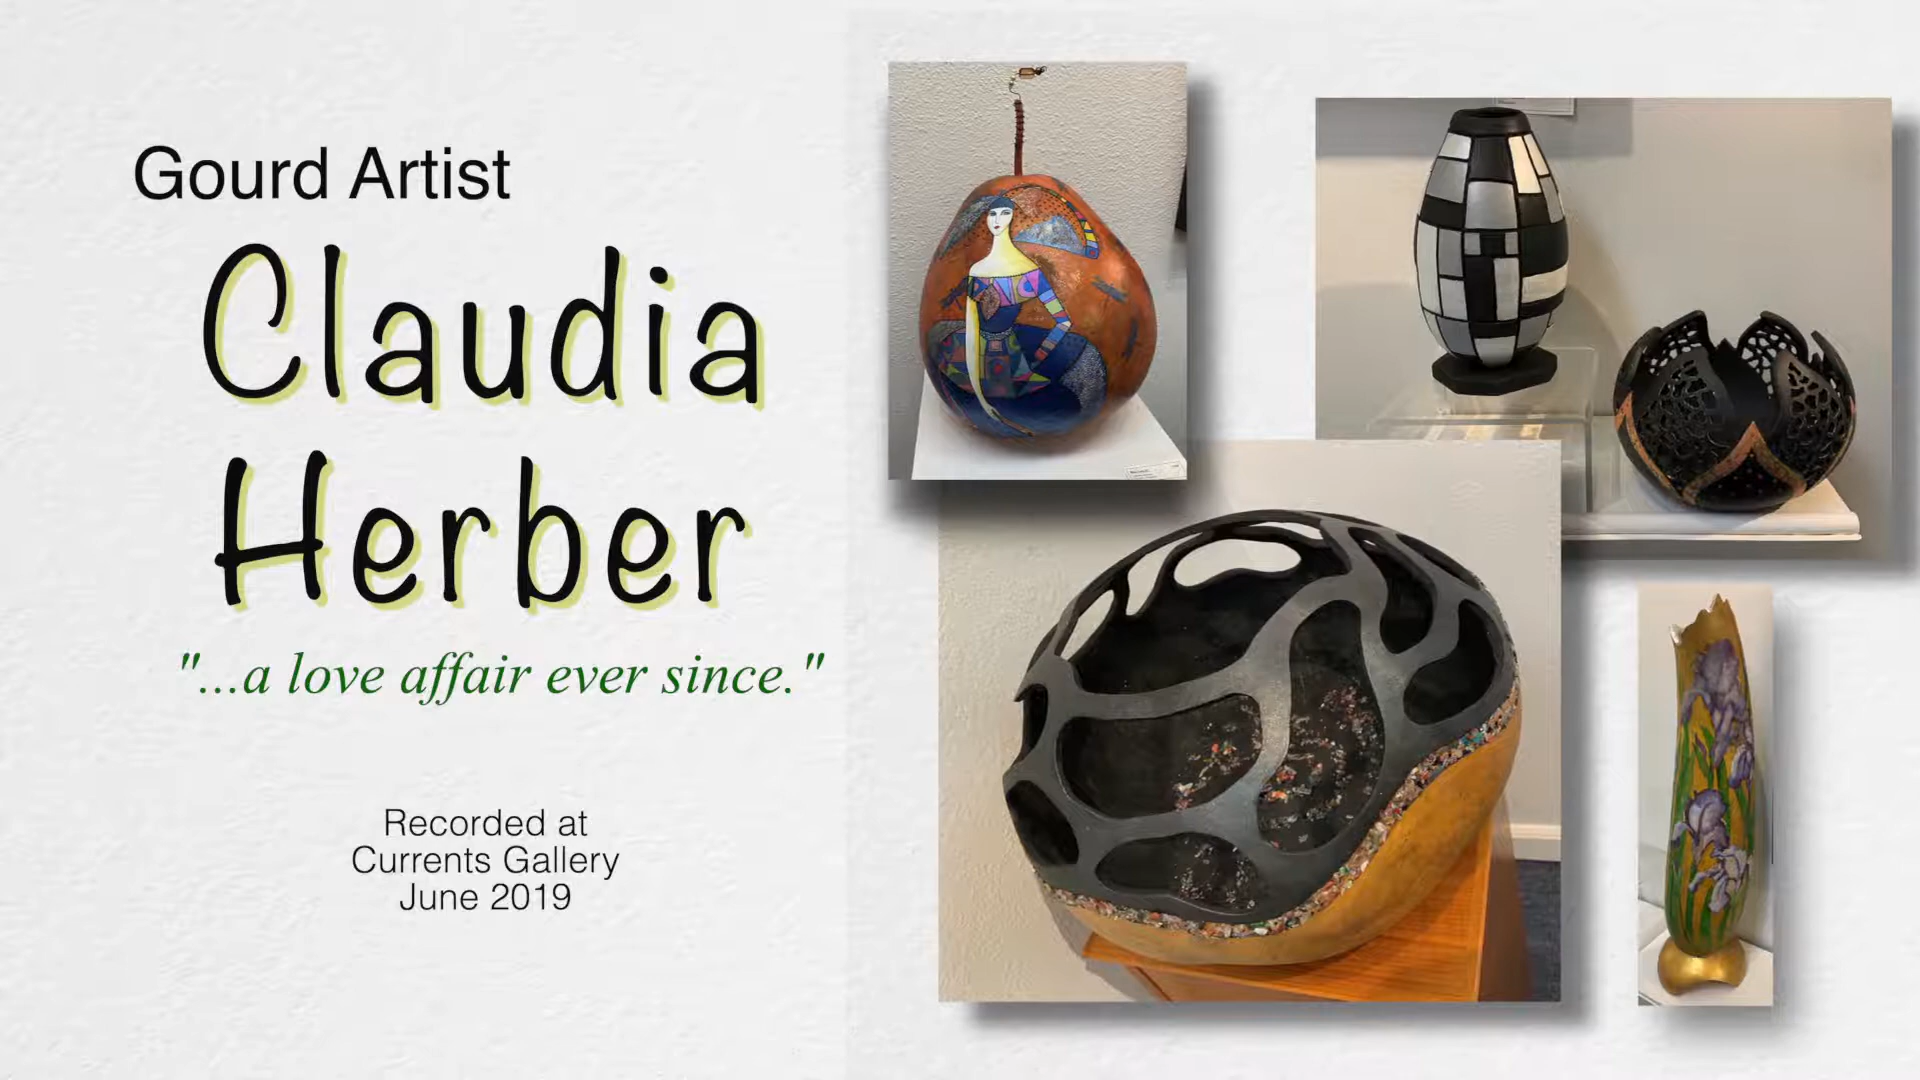 Gourd Artist
Claudia
Herber
"...a love affair ever since."
Recorded at
Currents Gallery
June 2019